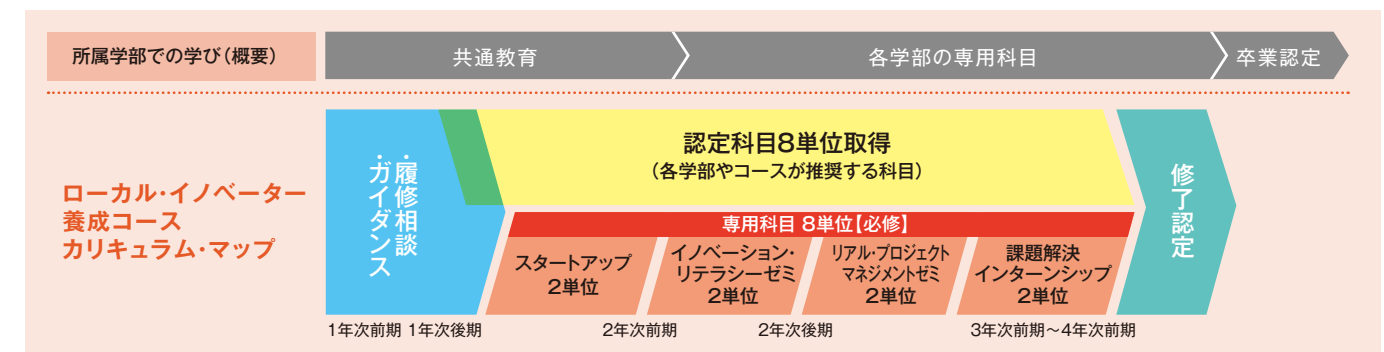 所属学部での学び（概要）
共通教育
各学部の専用科目
卒業認定
ローカル・イノベーター
養成コース
カリキュラム・マップ
・履修相談
・ガイダンス
認定科目8単位取得
（各学部やコースが推奨する科目）
専用科目 8単位【必修】
スタートアップ
2単位
イノベーション・
リテラシーゼミ
2単位
リアル・プロジェクト
マネジメントゼミ
2単位
課題解決
インターンシップ
2単位
修了認定
1年次前期 1年次後期
2年次前期
2年次後期
3年次前期～4年次前期